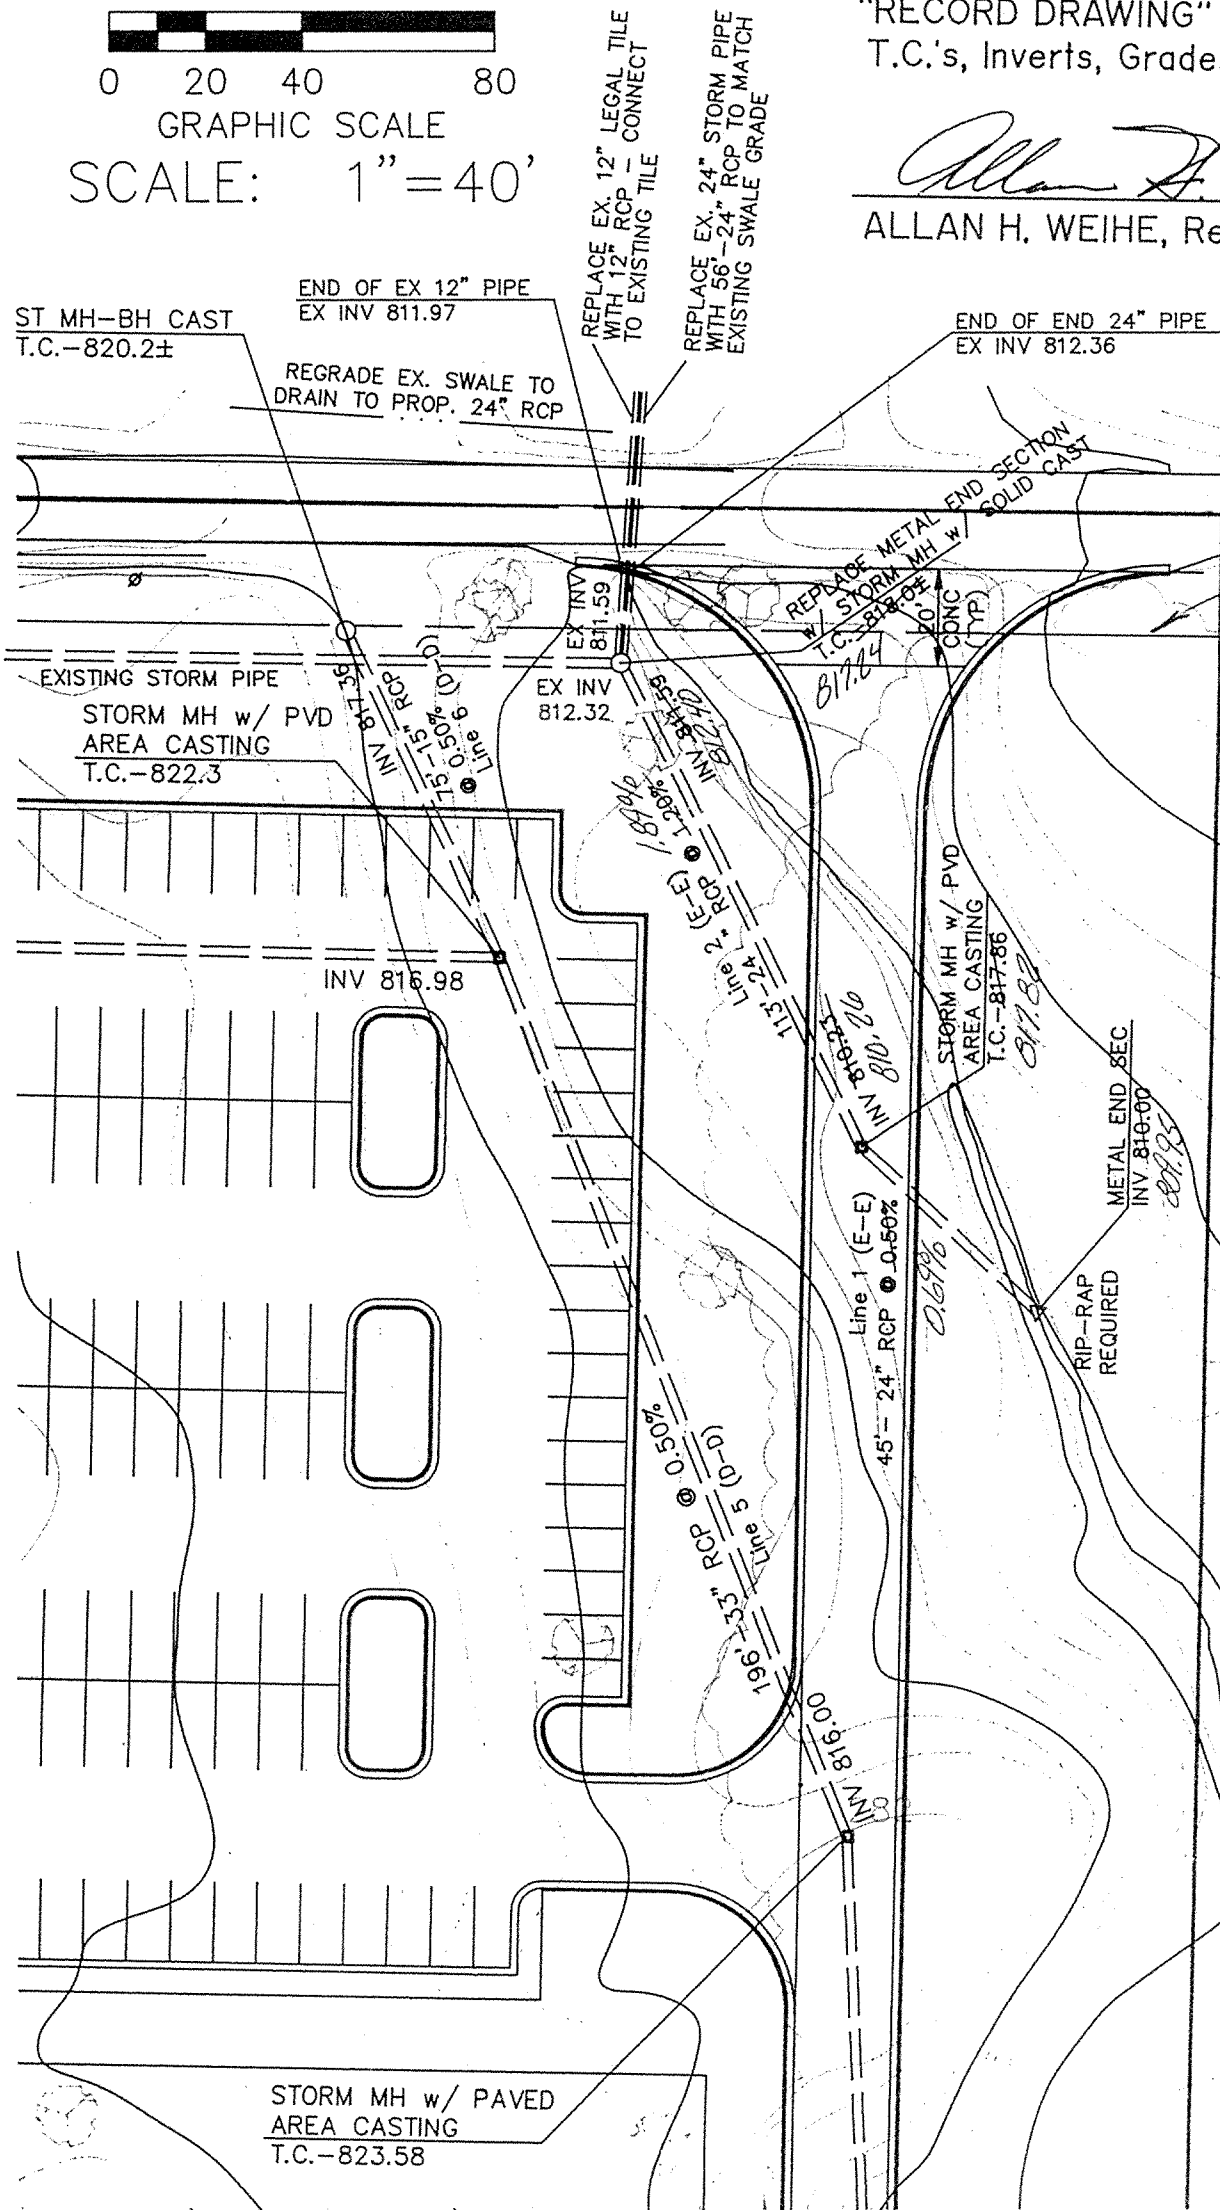 0 20 40 80
GRAPHIC SCALE
SCALE: 1"=40'
"RECORD DRAWING"
T.C.'s, Inverts, Grade
ALLAN H. WEIHE, Re
REPLACE EX. 12" LEGAL TILE
WITH 12" RCP - CONNECT
TO EXISTING TILE
REPLACE EX. 24" STORM PIPE
WITH 56'-24" RCP TO MATCH
EXISTING SWALE GRADE
END OF EX 12" PIPE
EX INV 811.97
ST MH-BH CAST
T.C.-820.2±
REGRADE EX. SWALE TO
DRAIN TO PROP. 24" RCP
END OF END 24" PIPE
EX INV 812.36
REPLACE METAL END SECTION
w/ STORM MH w/ SOLID CAST
T.C.-818.0±
817.24
20'
CONC
(TYP)
EX INV
811.59
EX INV
812.32
EXISTING STORM PIPE
STORM MH w/ PVD
AREA CASTING
T.C.-822.3
INV 817.36
75'-15" RCP
@ 0.50%
Line 6 (D-D)
INV 811.59
812.40
1.89%
Line 2 (E-E)
113'-24" RCP @ 1.20%
INV 816.98
INV 810.23
810.26
STORM MH w/ PVD
AREA CASTING
T.C.-817.86
817.82
METAL END SEC
INV 810.00
809.95
Line 1 (E-E)
45'- 24" RCP @ 0.50%
0.69%
RIP-RAP
REQUIRED
196'-33" RCP @ 0.50%
Line 5 (D-D)
INV 816.00
STORM MH w/ PAVED
AREA CASTING
T.C.-823.58